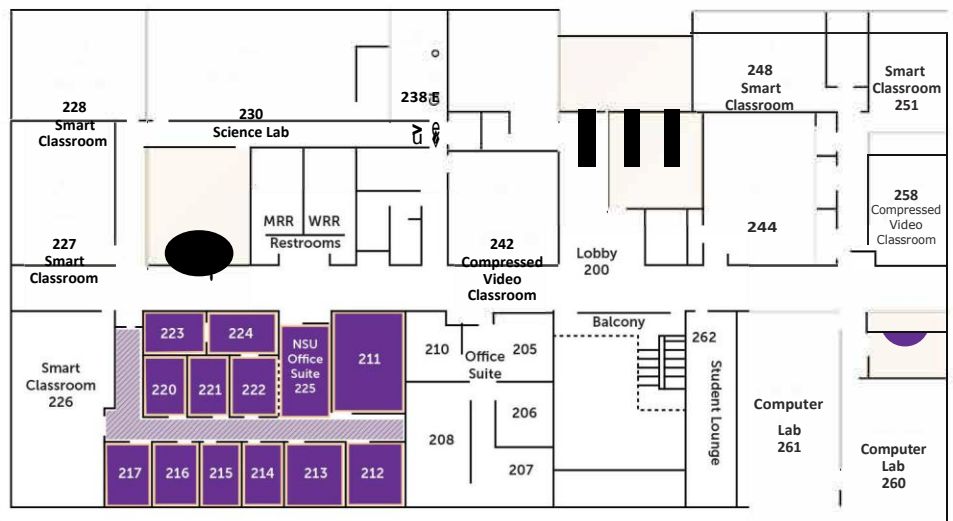 228
Smart
Classroom
230
Science Lab
238
248
Smart
Classroom
Smart
Classroom
251
227
Smart
Classroom
MRR
WRR
Restrooms
242
Compressed
Video
Classroom
Lobby
200
244
258
Compressed
Video
Classroom
Smart
Classroom
226
223
224
NSU
Office
Suite
225
211
220
221
222
210
Office
Suite
205
206
208
207
Balcony
262
Student Lounge
Computer
Lab
261
Computer
Lab
260
217
216
215
214
213
212